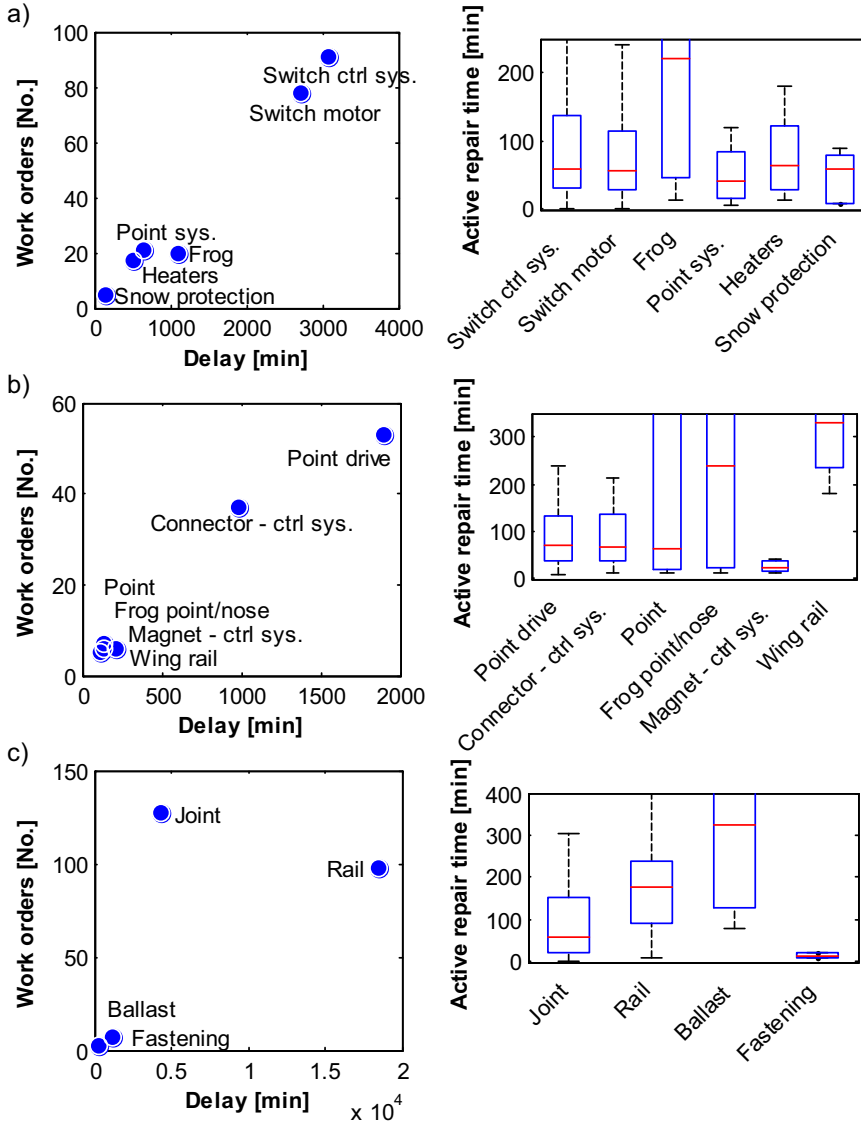 a)
Work orders [No.]
100
80
60
40
20
0
Switch ctrl sys.
Switch motor
Point sys.
Frog
Heaters
Snow protection
0 1000 2000 3000 4000
Delay [min]
Active repair time [min]
200
100
0
Switch ctrl sys.
Switch motor
Frog
Point sys.
Heaters
Snow protection
b)
Work orders [No.]
60
40
20
0
Point drive
Connector - ctrl sys.
Point
Frog point/nose
Magnet - ctrl sys.
Wing rail
0 500 1000 1500 2000
Delay [min]
Active repair time [min]
300
200
100
0
Point drive
Connector - ctrl sys.
Point
Frog point/nose
Magnet - ctrl sys.
Wing rail
c)
Work orders [No.]
150
100
50
0
Joint
Rail
Ballast
Fastening
0 0.5 1 1.5 2
Delay [min]
x 10^4
Active repair time [min]
400
300
200
100
0
Joint
Rail
Ballast
Fastening